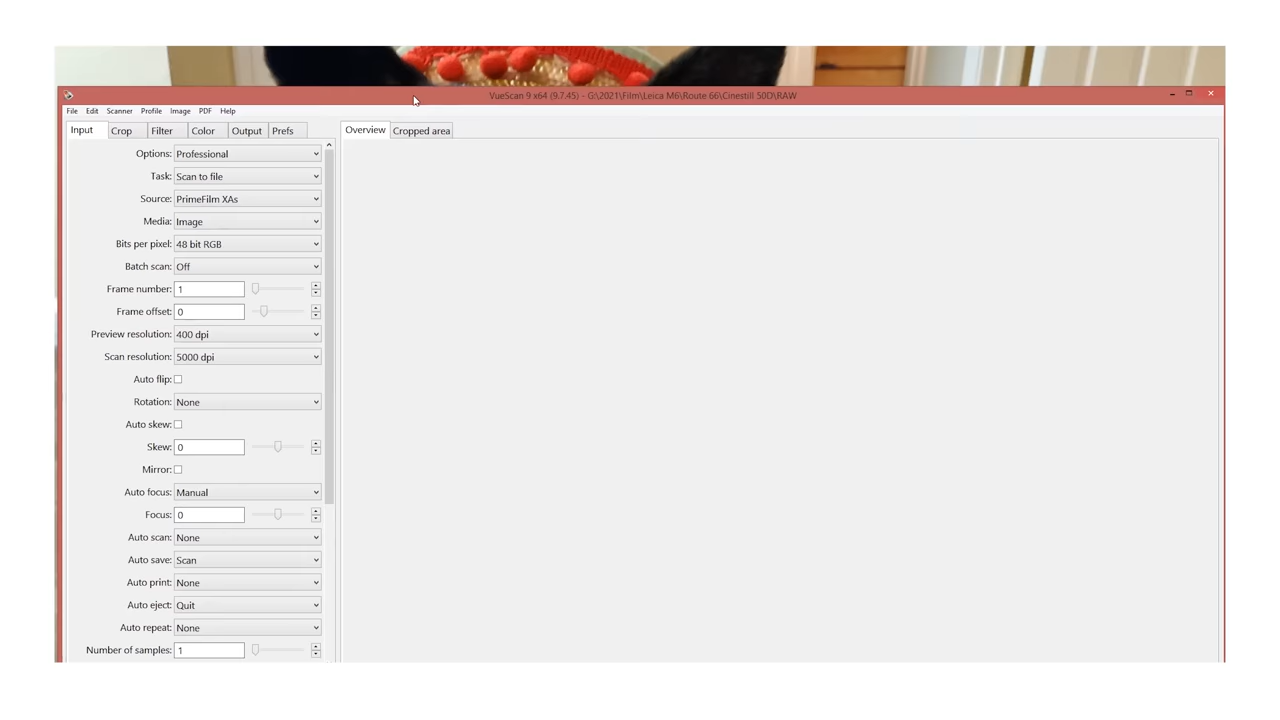 VueScan 9 x64 (9.7.45) - G:\2021\Film\Leica M6\Route 66\Cinestill 50D\RAW
File Edit Scanner Profile Image PDF Help
Input Crop Filter Color Output Prefs Overview Cropped area
Options: Professional
Task: Scan to file
Source: PrimeFilm XAs
Media: Image
Bits per pixel: 48 bit RGB
Batch scan: Off
Frame number: 1
Frame offset: 0
Preview resolution: 400 dpi
Scan resolution: 5000 dpi
Auto flip:
Rotation: None
Auto skew:
Skew: 0
Mirror:
Auto focus: Manual
Focus: 0
Auto scan: None
Auto save: Scan
Auto print: None
Auto eject: Quit
Auto repeat: None
Number of samples: 1